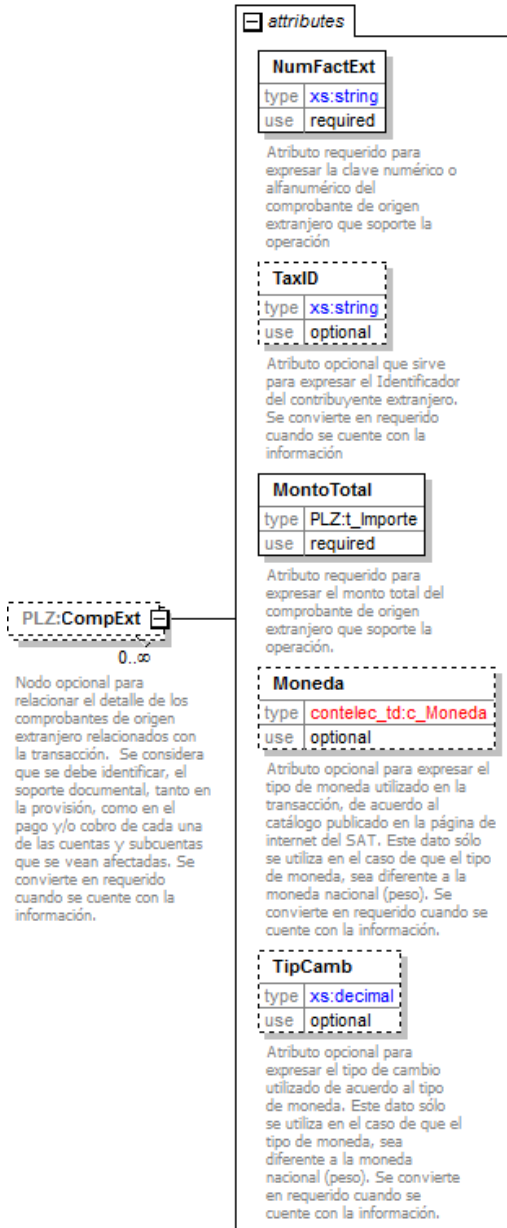 attributes
NumFactExt
type xs:string
use required
Atributo requerido para
expresar la clave numérico o
alfanumérico del
comprobante de origen
extranjero que soporte la
operación
TaxID
type xs:string
use optional
Atributo opcional que sirve
para expresar el Identificador
del contribuyente extranjero.
Se convierte en requerido
cuando se cuente con la
información
MontoTotal
type PLZ:t_Importe
use required
Atributo requerido para
expresar el monto total del
comprobante de origen
extranjero que soporte la
operación.
PLZ:CompExt
0..∞
Nodo opcional para
relacionar el detalle de los
comprobantes de origen
extranjero relacionados con
la transacción. Se considera
que se debe identificar, el
soporte documental, tanto en
la provisión, como en el
pago y/o cobro de cada una
de las cuentas y subcuentas
que se vean afectadas. Se
convierte en requerido
cuando se cuente con la
información.
Moneda
type contelec_td:c_Moneda
use optional
Atributo opcional para expresar el
tipo de moneda utilizado en la
transacción, de acuerdo al
catálogo publicado en la página de
internet del SAT. Este dato sólo
se utiliza en el caso de que el tipo
de moneda, sea diferente a la
moneda nacional (peso). Se
convierte en requerido cuando se
cuente con la información.
TipCamb
type xs:decimal
use optional
Atributo opcional para
expresar el tipo de cambio
utilizado de acuerdo al tipo
de moneda. Este dato sólo
se utiliza en el caso de que el
tipo de moneda, sea
diferente a la moneda
nacional (peso). Se convierte
en requerido cuando se
cuente con la información.